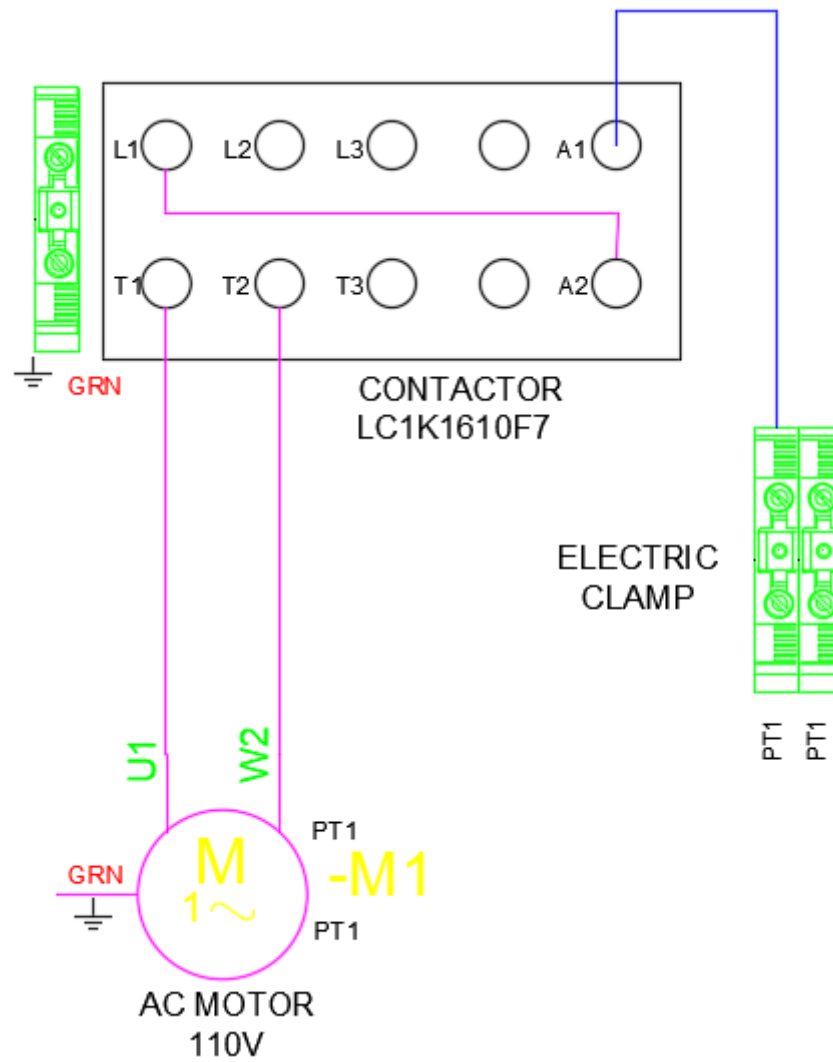 L1 L2 L3 A1
T1 T2 T3 A2
GRN
CONTACTOR
LC1K1610F7
ELECTRIC
CLAMP
PT1 PT1
U1 W2
PT1
GRN
M
1~
-M1
PT1
AC MOTOR
110V